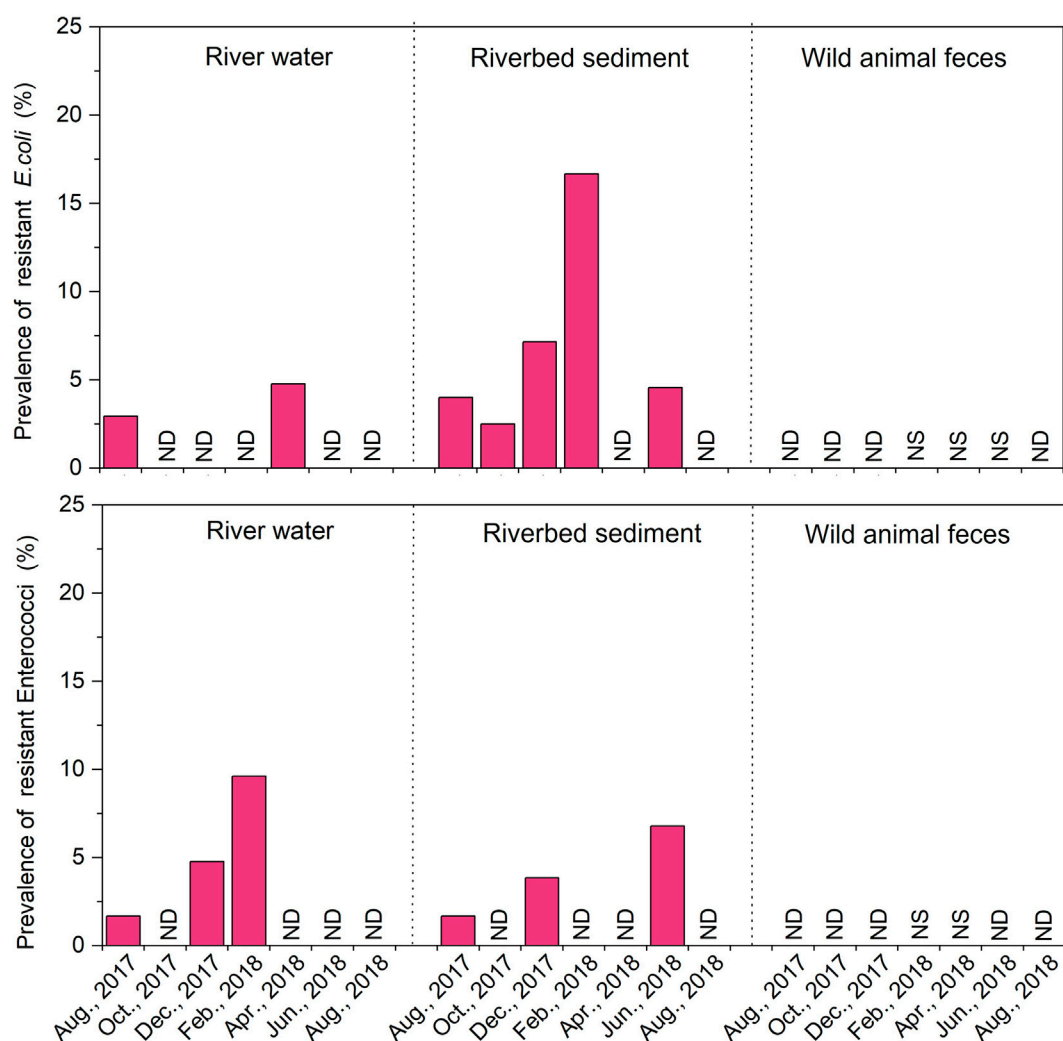 Prevalence of resistant E.coli (%)
25
20
15
10
5
0
River water
Riverbed sediment
Wild animal feces
ND
ND
ND
ND
ND
ND
ND
ND
ND
ND
NS
NS
NS
ND
Prevalence of resistant Enterococci (%)
25
20
15
10
5
0
River water
Riverbed sediment
Wild animal feces
ND
ND
ND
ND
ND
ND
ND
ND
ND
ND
ND
NS
NS
ND
ND
Aug., 2017
Oct., 2017
Dec., 2017
Feb., 2018
Apr., 2018
Jun., 2018
Aug., 2018
Aug., 2017
Oct., 2017
Dec., 2017
Feb., 2018
Apr., 2018
Jun., 2018
Aug., 2018
Aug., 2017
Oct., 2017
Dec., 2017
Feb., 2018
Apr., 2018
Jun., 2018
Aug., 2018